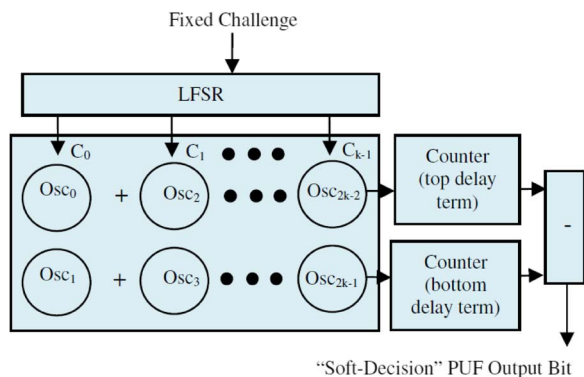 Fixed Challenge
LFSR
C0 C1 Ck-1
Osc0 + Osc2 Osc2k-2
Counter
(top delay
term)
-
Osc1 + Osc3 Osc2k-1
Counter
(bottom
delay term)
“Soft-Decision” PUF Output Bit